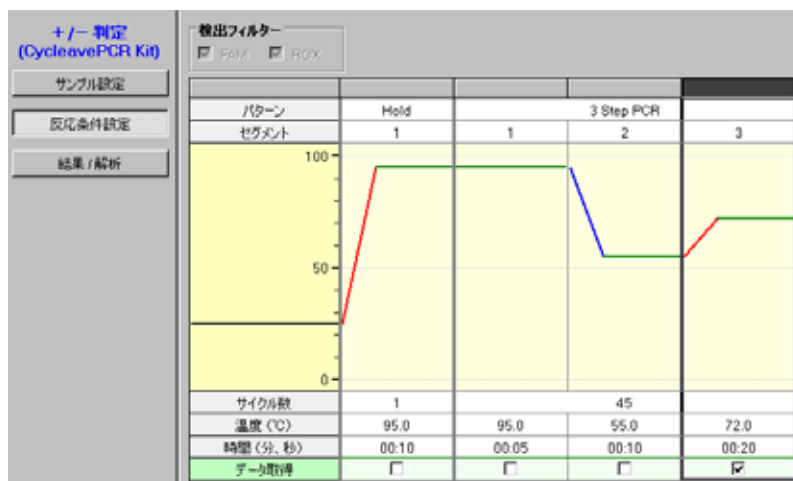 +/- 判定
(CycleavePCR Kit)
サンプル設定
反応条件設定
結果 / 解析
検出フィルター
FAM
ROX
パターン Hold 3 Step PCR
セグメント 1 1 2 3
100
50
0
サイクル数 1 45
温度 (℃) 95.0 95.0 55.0 72.0
時間 (分、秒) 00:10 00:05 00:10 00:20
データ取得